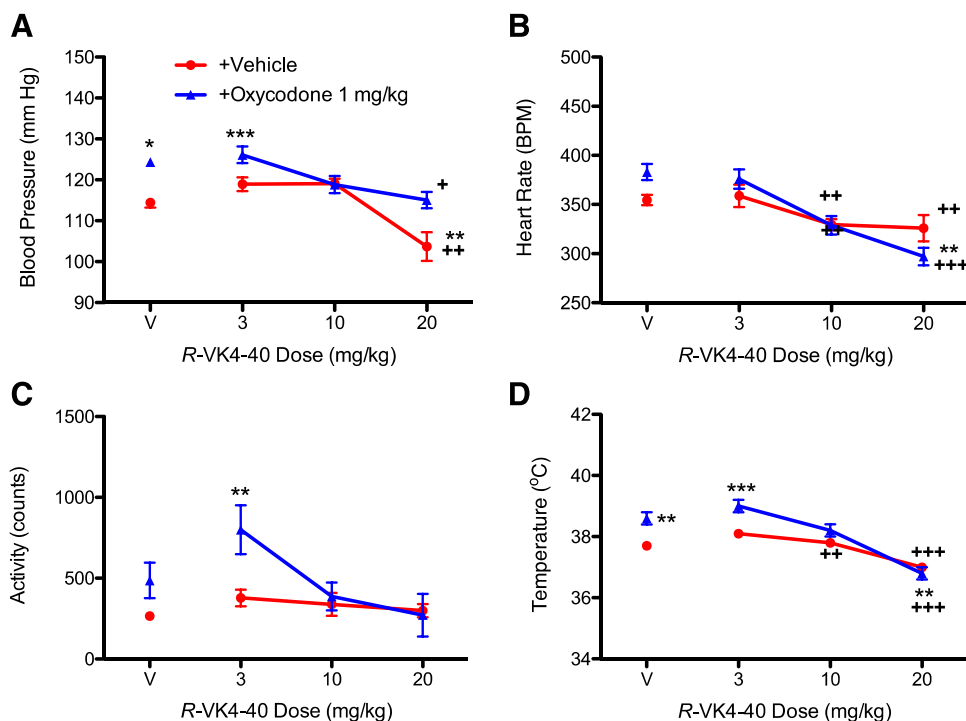 A
Blood Pressure (mm Hg)
150
140
130
120
110
100
90
+Vehicle
+Oxycodone 1 mg/kg
*
***
+
**
++
V 3 10 20
R-VK4-40 Dose (mg/kg)
B
Heart Rate (BPM)
500
450
400
350
300
250
++
++
++
**
+++
V 3 10 20
R-VK4-40 Dose (mg/kg)
C
Activity (counts)
1500
1000
500
0
**
V 3 10 20
R-VK4-40 Dose (mg/kg)
D
Temperature (°C)
42
40
38
36
34
**
***
++
+++
**
+++
V 3 10 20
R-VK4-40 Dose (mg/kg)